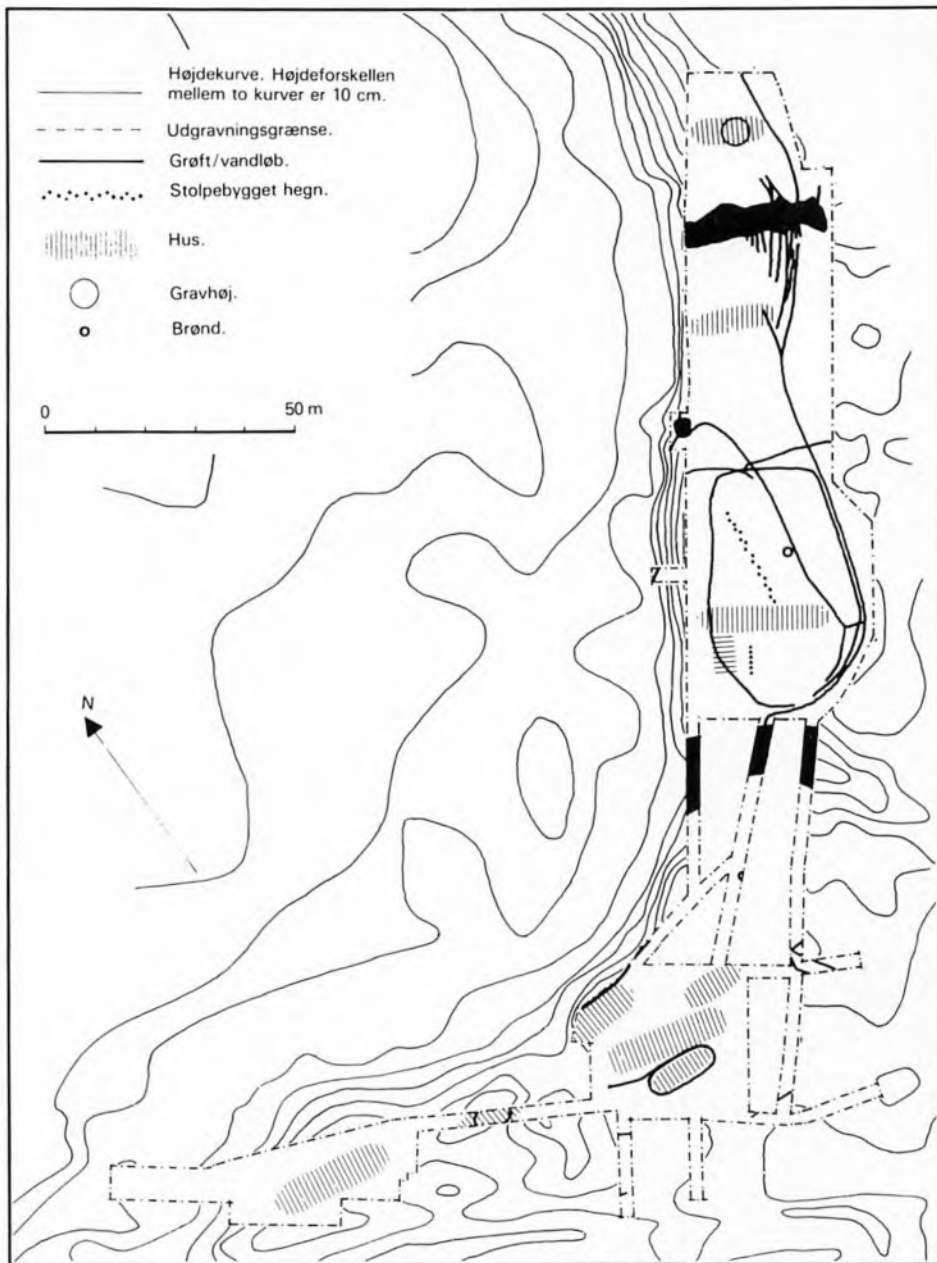 Højdekurve. Højdeforskellen
mellem to kurver er 10 cm.
Udgravningsgrænse.
Grøft/vandløb.
Stolpebygget hegn.
Hus.
Gravhøj.
Brønd.
0 50 m
N